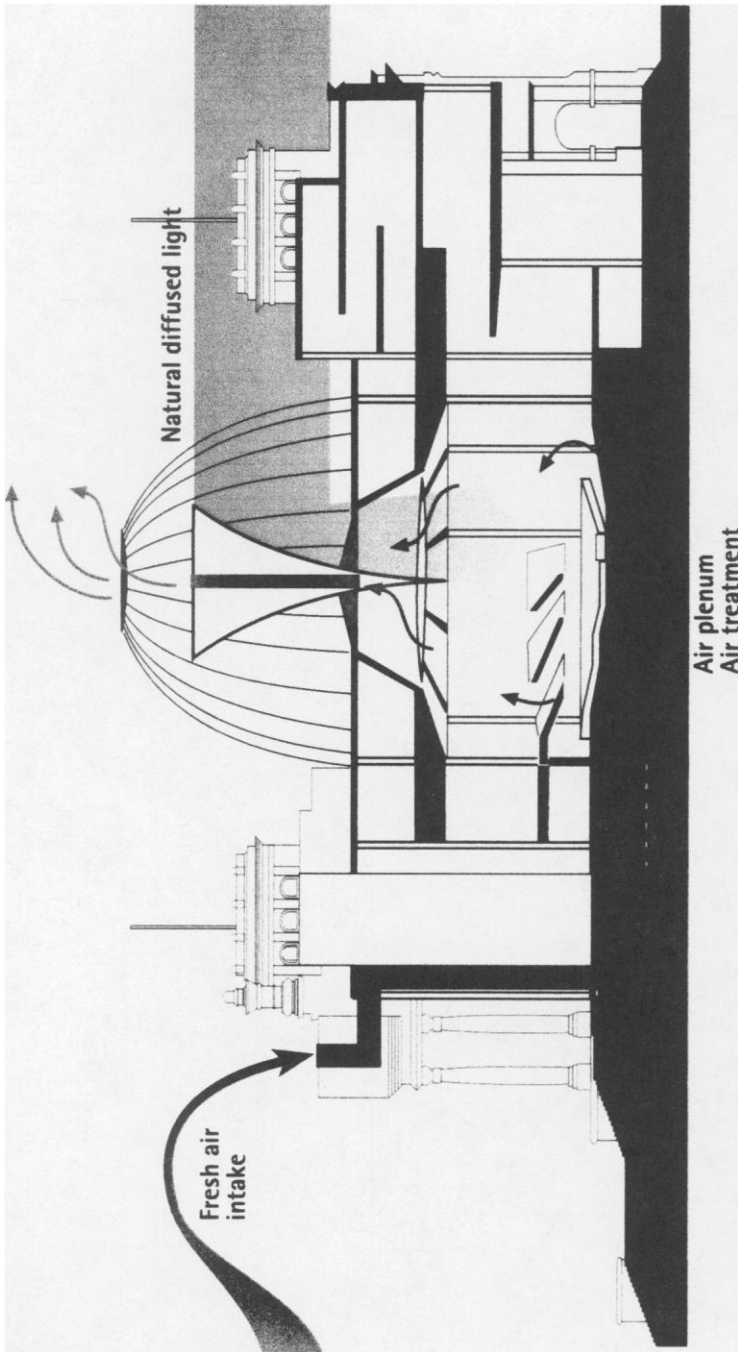 Natural diffused light
Fresh air
intake
Air plenum
Air treatment